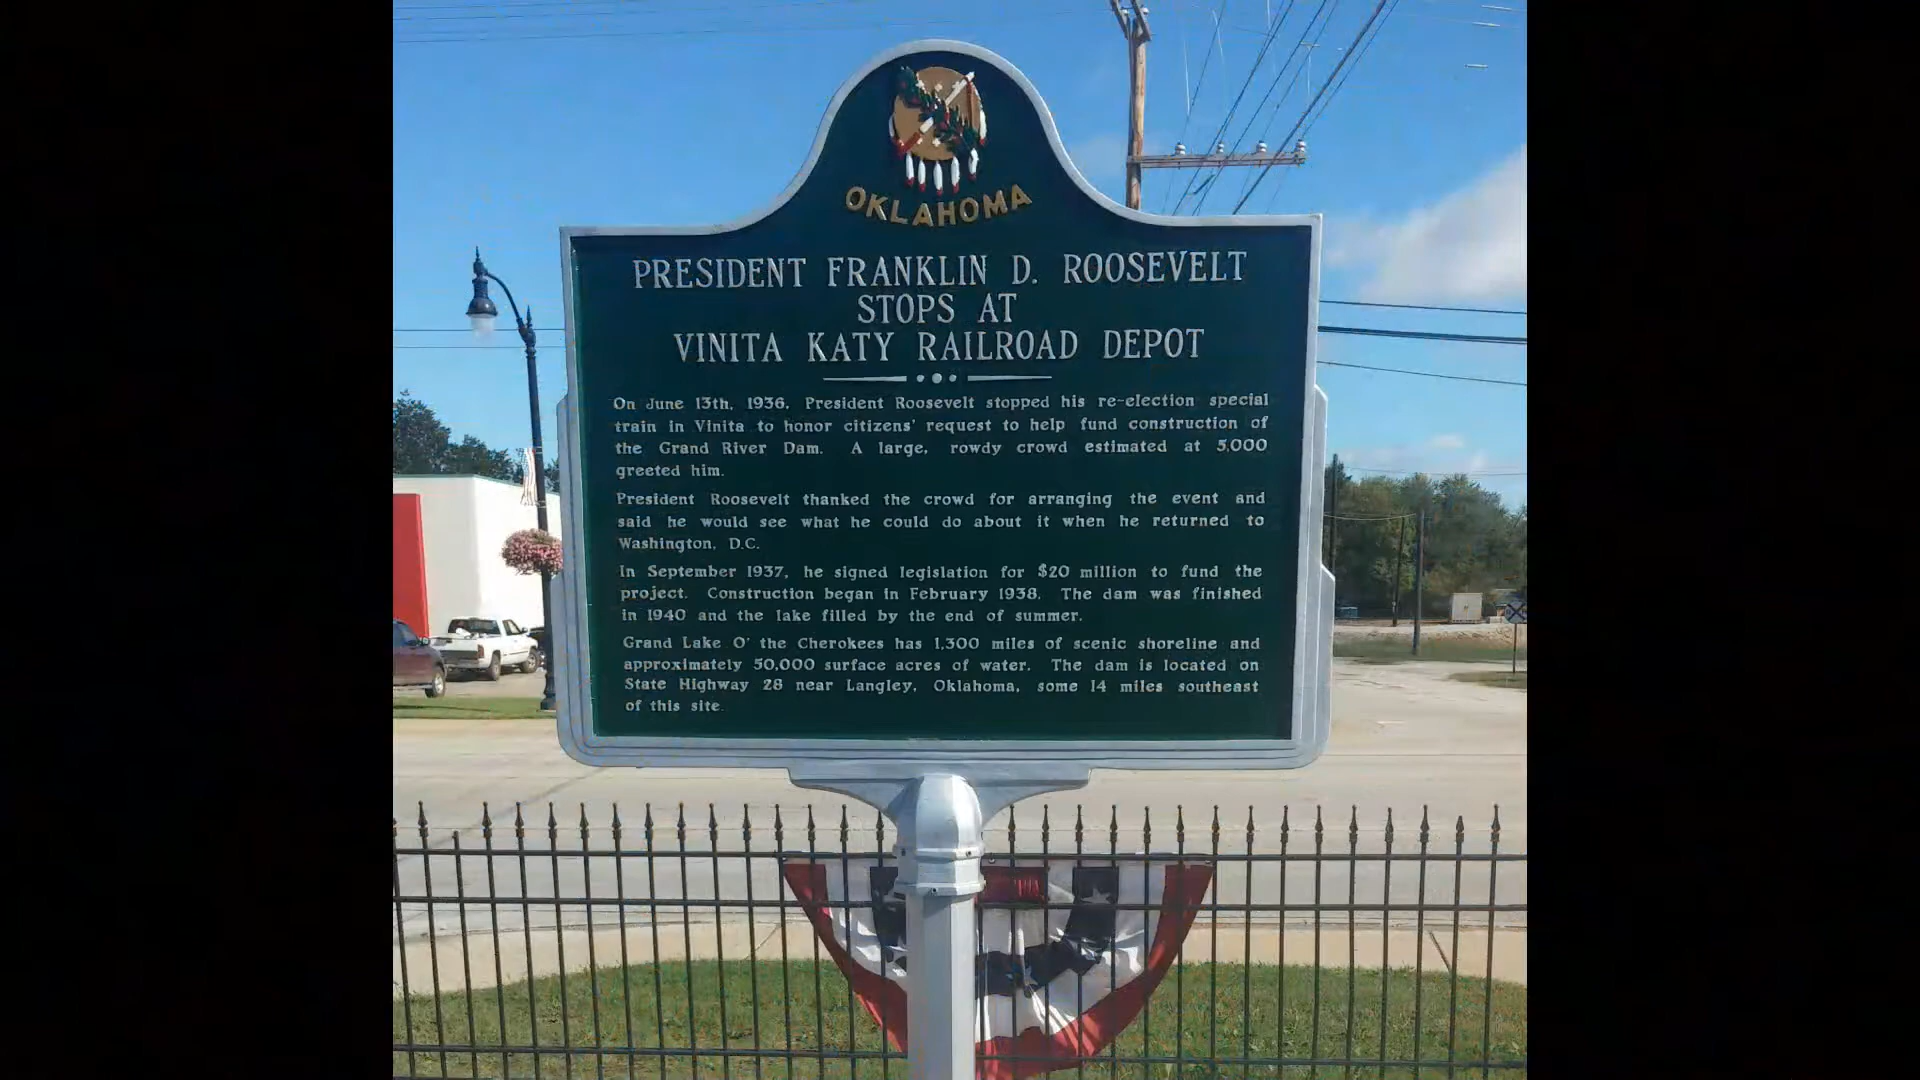 OKLAHOMA
PRESIDENT FRANKLIN D. ROOSEVELT
STOPS AT
VINITA KATY RAILROAD DEPOT
On June 13th, 1936, President Roosevelt stopped his re-election special
train in Vinita to honor citizens' request to help fund construction of
the Grand River Dam. A large, rowdy crowd estimated at 5,000
greeted him.
President Roosevelt thanked the crowd for arranging the event and
said he would see what he could do about it when he returned to
Washington, D.C.
In September 1937, he signed legislation for $20 million to fund the
project. Construction began in February 1938. The dam was finished
in 1940 and the lake filled by the end of summer.
Grand Lake O' the Cherokees has 1,300 miles of scenic shoreline and
approximately 50,000 surface acres of water. The dam is located on
State Highway 28 near Langley, Oklahoma, some 14 miles southeast
of this site.